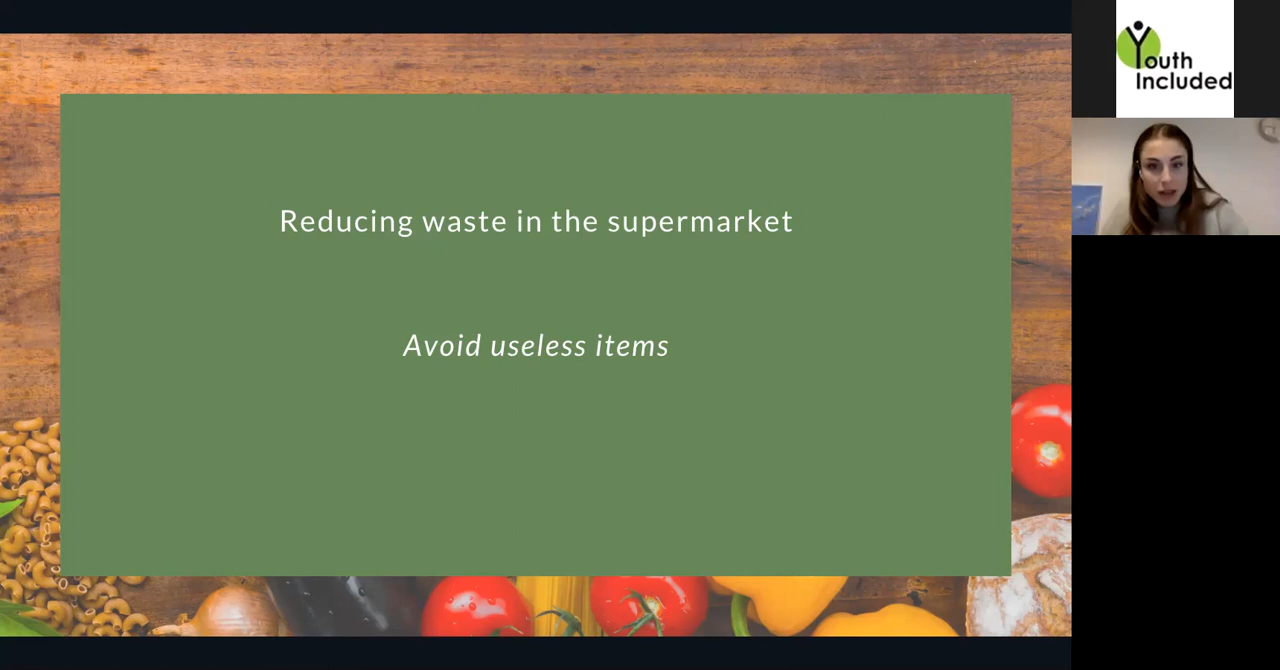 Reducing waste in the supermarket
Avoid useless items
Youth
Included